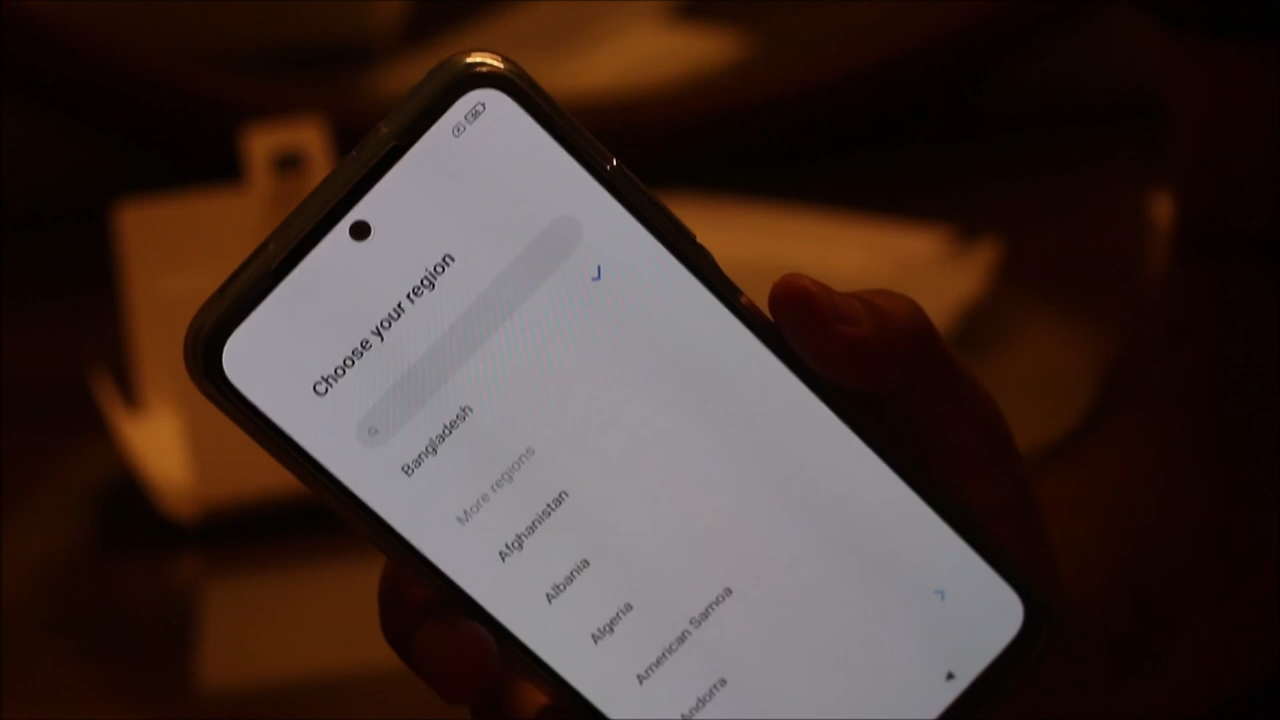 Choose your region
Bangladesh
More regions
Afghanistan
Albania
Algeria
American Samoa
Andorra